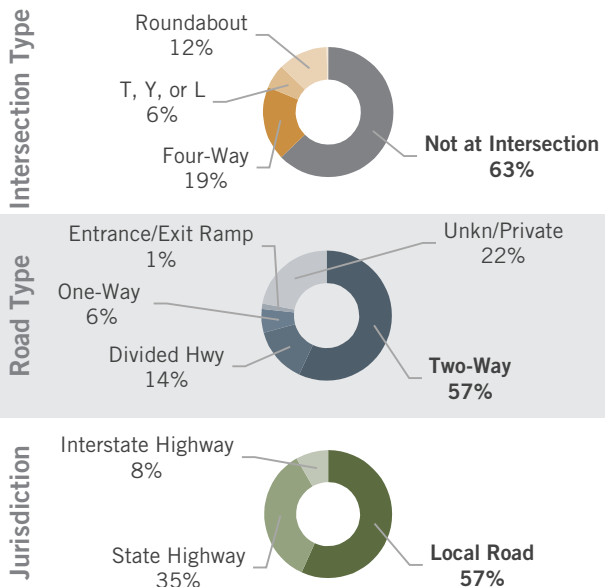 Intersection Type
Roundabout
12%
T, Y, or L
6%
Four-Way
19%
Not at Intersection
63%
Road Type
Entrance/Exit Ramp
1%
One-Way
6%
Divided Hwy
14%
Unkn/Private
22%
Two-Way
57%
Jurisdiction
Interstate Highway
8%
State Highway
35%
Local Road
57%